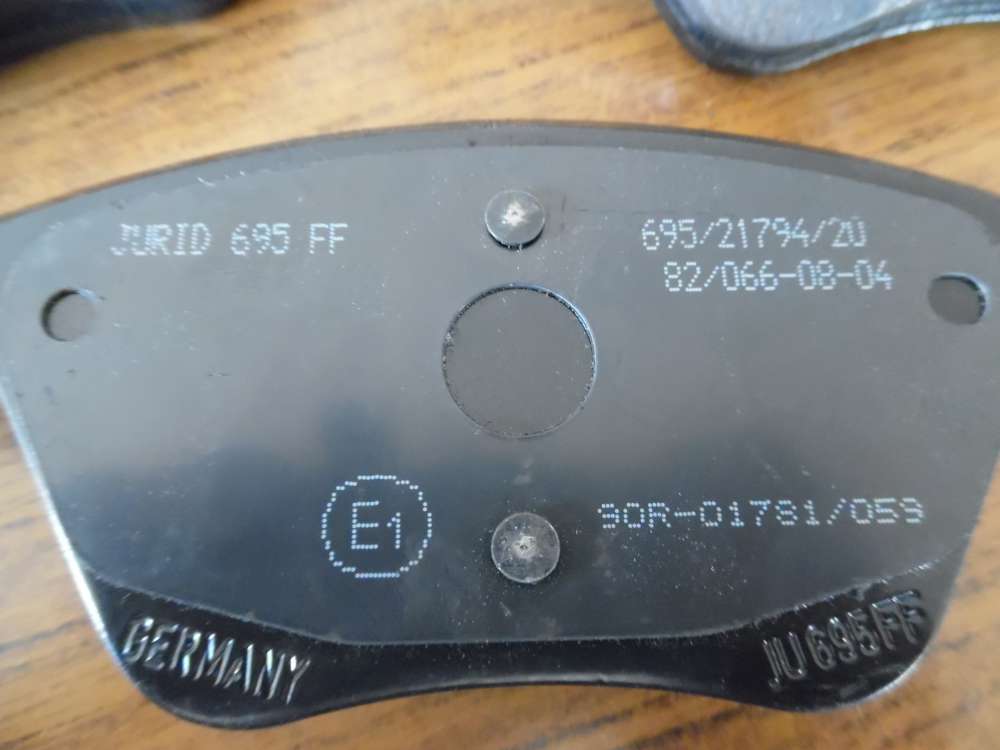 JURID 695 FF
695/21794/20
82/066-08-04
E1
90R-01781/059
GERMANY
JU695FF